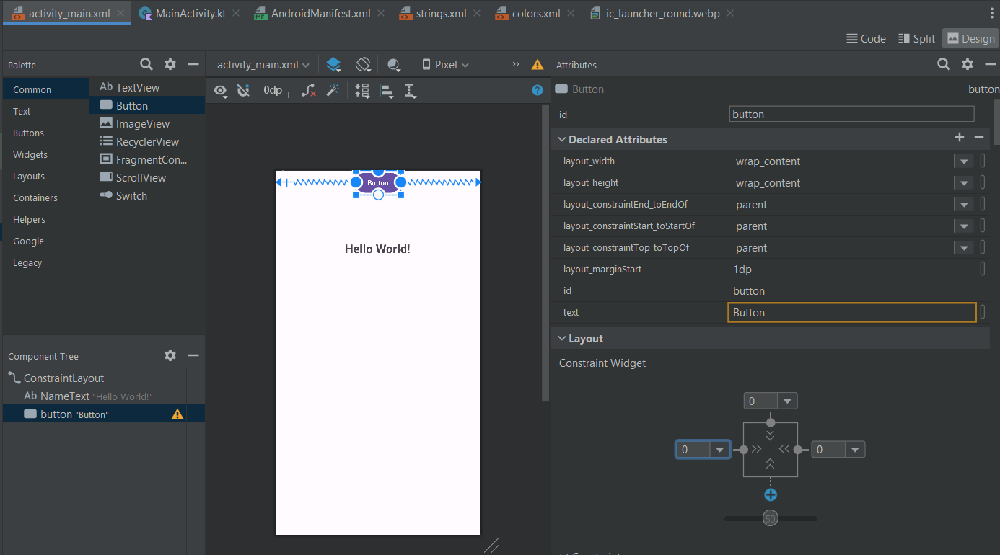 activity_main.xml MainActivity.kt AndroidManifest.xml strings.xml colors.xml ic_launcher_round.webp
Code Split Design
Palette
Common
Text
Buttons
Widgets
Layouts
Containers
Helpers
Google
Legacy
Ab TextView
Button
ImageView
RecyclerView
FragmentCon...
ScrollView
Switch
Component Tree
ConstraintLayout
Ab NameText "Hello World!"
button "Button"
activity_main.xml Pixel
0dp
Button
Hello World!
Attributes
Button button
id button
Declared Attributes
layout_width wrap_content
layout_height wrap_content
layout_constraintEnd_toEndOf parent
layout_constraintStart_toStartOf parent
layout_constraintTop_toTopOf parent
layout_marginStart 1dp
id button
text Button
Layout
Constraint Widget
0
0 0
50